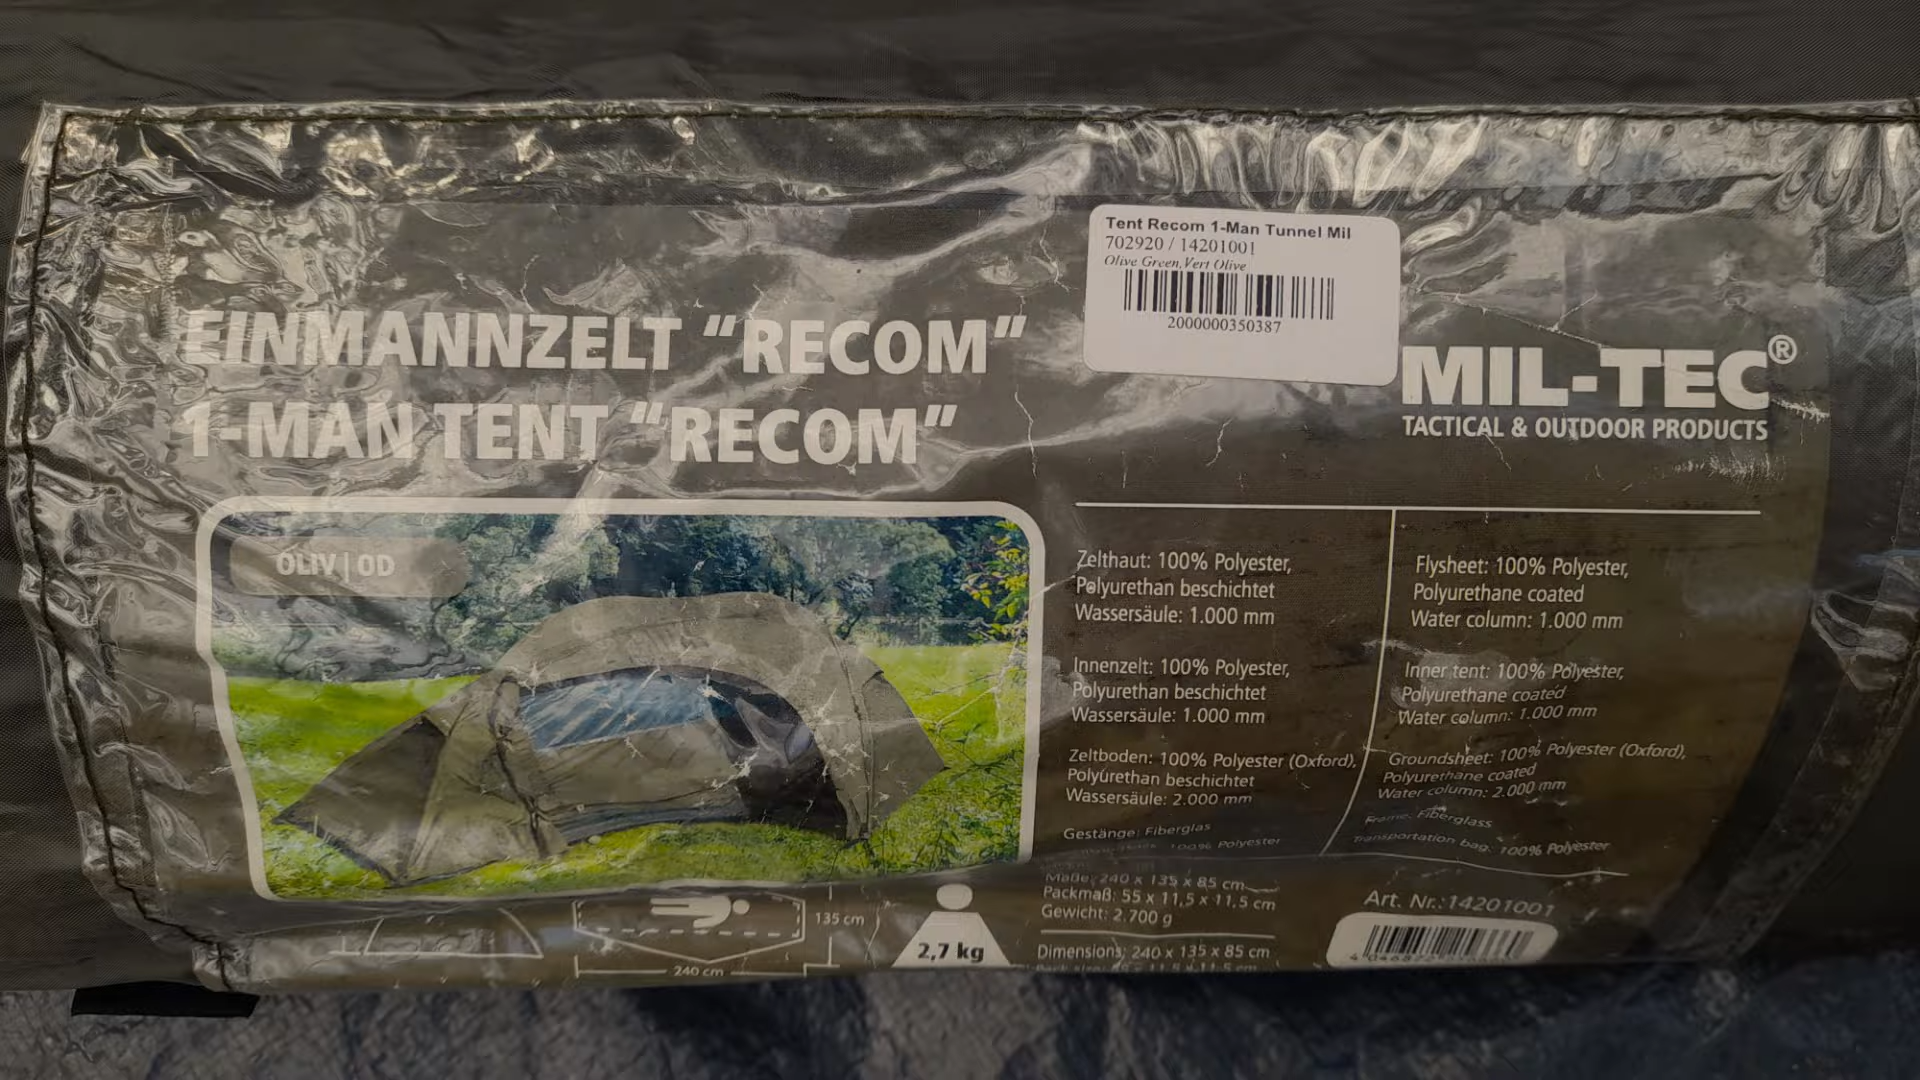 Tent Recom 1-Man Tunnel Mil
702920 / 14201001
Olive Green,Vert Olive
2000000350387
EINMANNZELT “RECOM”
1-MAN TENT “RECOM”
MIL-TEC®
TACTICAL & OUTDOOR PRODUCTS
OLIV | OD
Zelthaut: 100% Polyester,
Polyurethan beschichtet
Wassersäule: 1.000 mm
Innenzelt: 100% Polyester,
Polyurethan beschichtet
Wassersäule: 1.000 mm
Zeltboden: 100% Polyester (Oxford),
Polyurethan beschichtet
Wassersäule: 2.000 mm
Gestänge: Fiberglas
100% Polyester
Maße: 240 x 135 x 85 cm
Packmaß: 55 x 11,5 x 11,5 cm
Gewicht: 2.700 g
Dimensions: 240 x 135 x 85 cm
Flysheet: 100% Polyester,
Polyurethane coated
Water column: 1.000 mm
Inner tent: 100% Polyester,
Polyurethane coated
Water column: 1.000 mm
Groundsheet: 100% Polyester (Oxford),
Polyurethane coated
Water column: 2.000 mm
Frame: Fiberglass
Transportation bag: 100% Polyester
Art. Nr.:14201001
135 cm
240 cm
2,7 kg